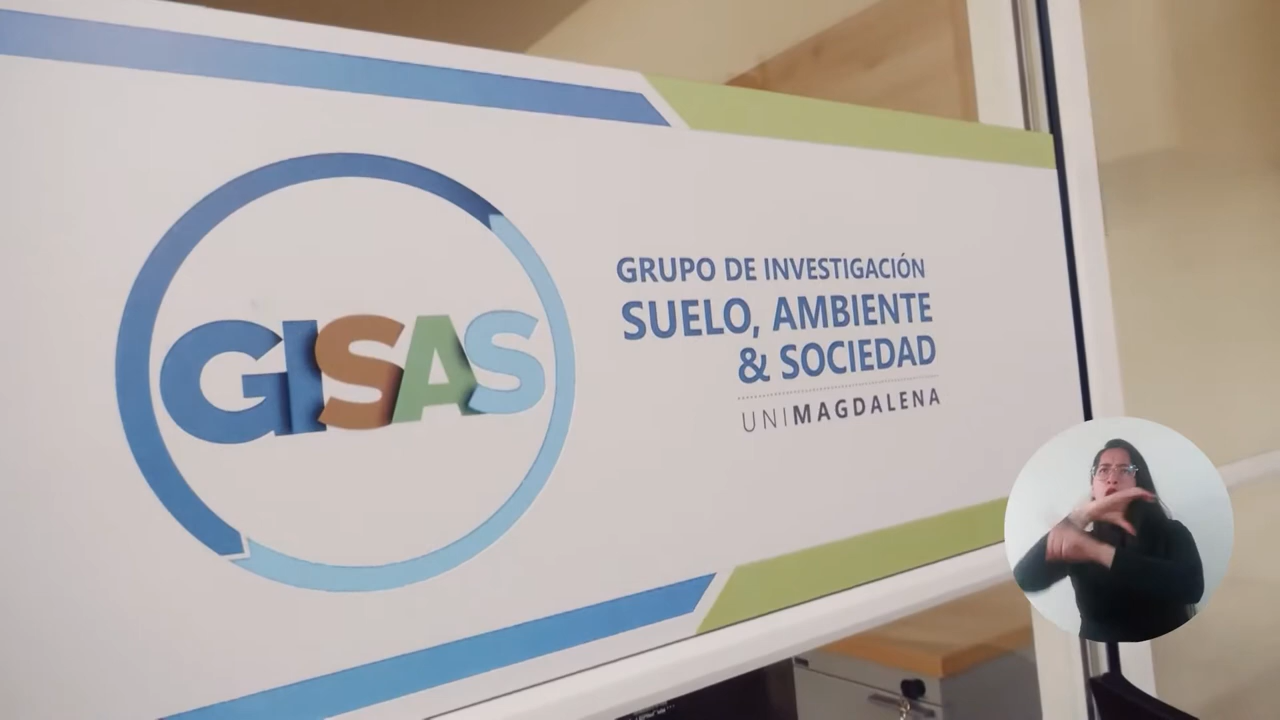 GISAS
GRUPO DE INVESTIGACIÓN
SUELO, AMBIENTE
& SOCIEDAD
UNIMAGDALENA